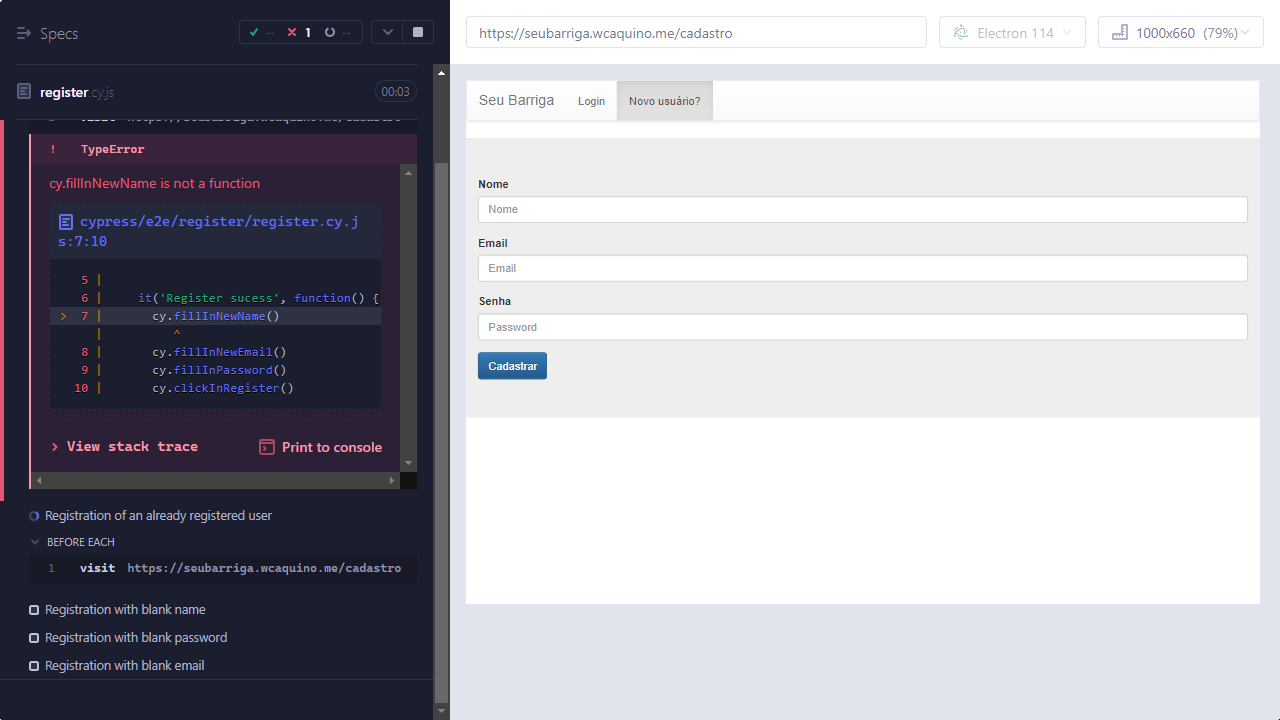 Specs
-- 1 --
register.cy.js
00:03
TypeError
cy.fillInNewName is not a function
cypress/e2e/register/register.cy.j
s:7:10
5 |
6 | it('Register sucess', function() {
> 7 | cy.fillInNewName()
| ^
8 | cy.fillInNewEmail()
9 | cy.fillInPassword()
10 | cy.clickInRegister()
View stack trace
Print to console
Registration of an already registered user
BEFORE EACH
1 visit https://seubarriga.wcaquino.me/cadastro
Registration with blank name
Registration with blank password
Registration with blank email
https://seubarriga.wcaquino.me/cadastro
Electron 114
1000x660 (79%)
Seu Barriga
Login
Novo usuário?
Nome
Nome
Email
Email
Senha
Password
Cadastrar